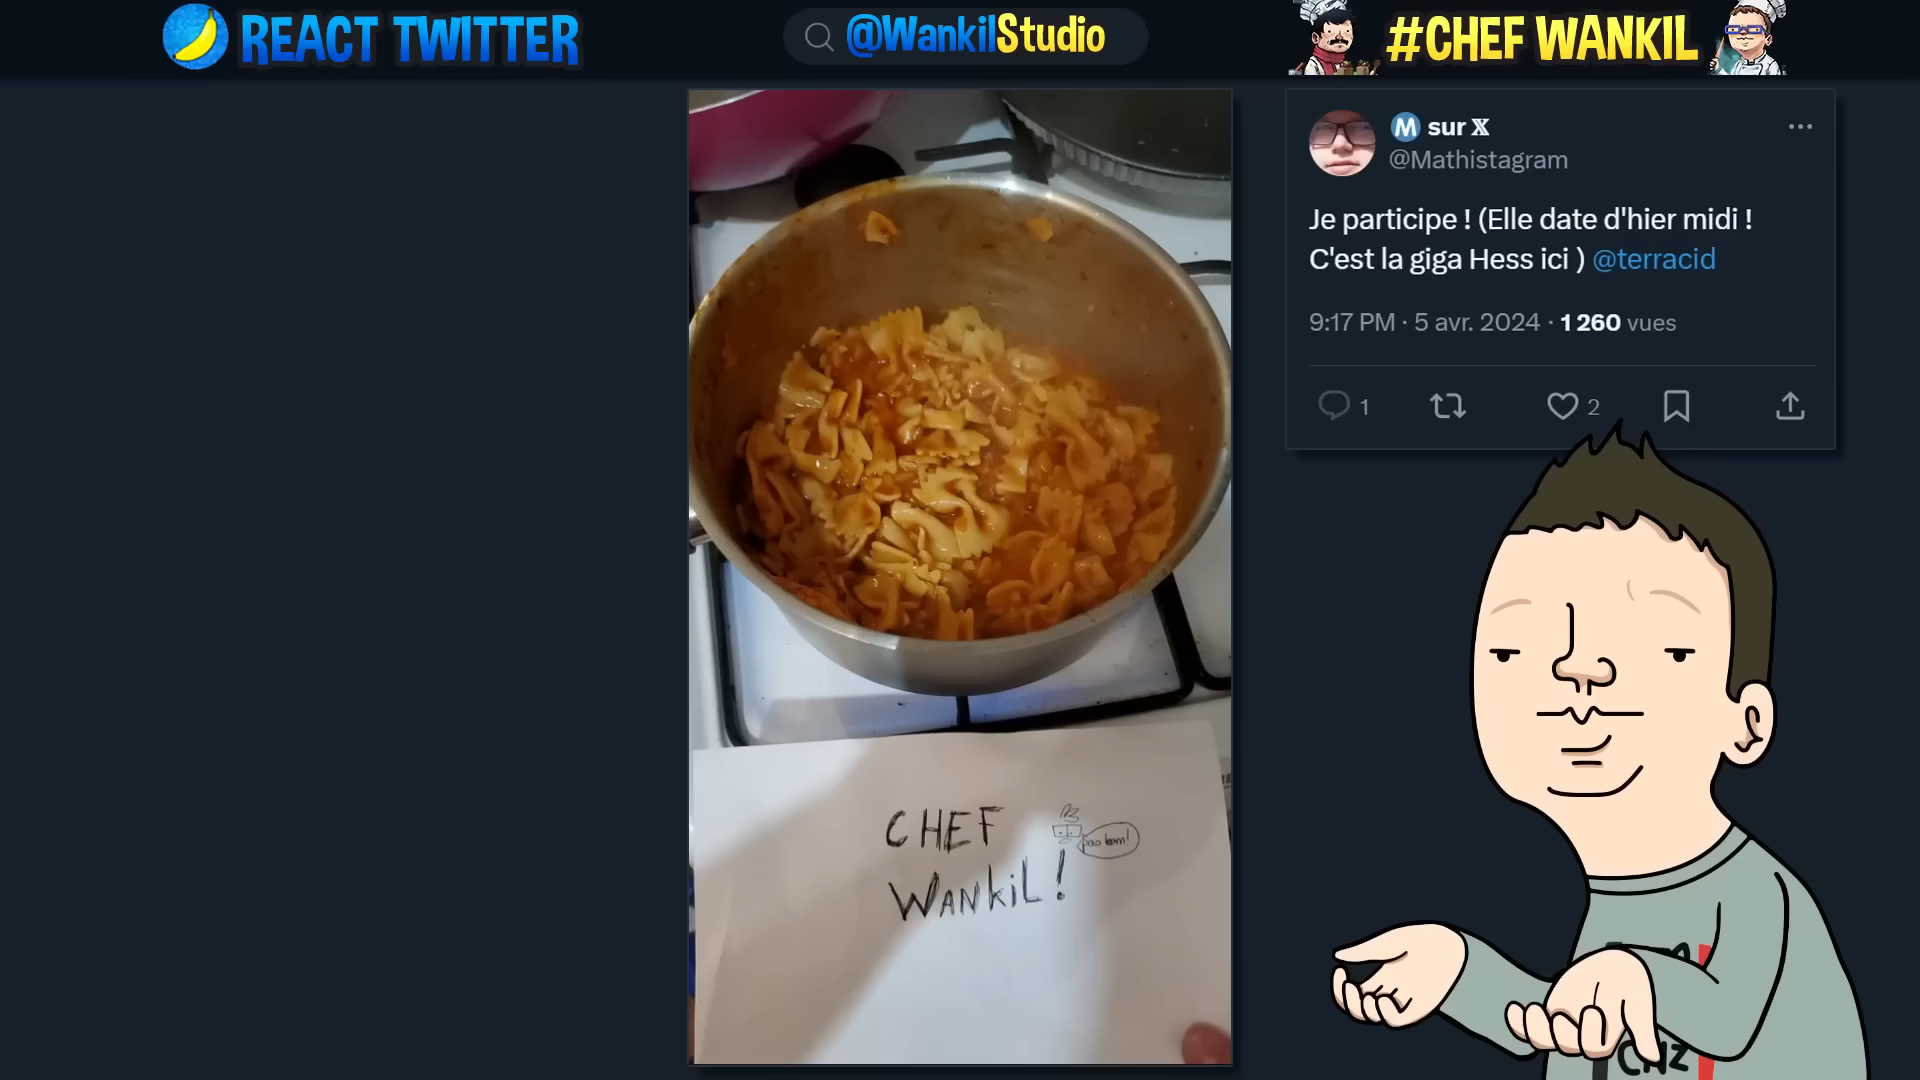 REACT TWITTER
@WankilStudio
#CHEF WANKIL
M sur X
@Mathistagram
Je participe ! (Elle date d'hier midi !
C'est la giga Hess ici ) @terracid
9:17 PM · 5 avr. 2024 · 1 260 vues
1
2
CHEF
WANKiL !